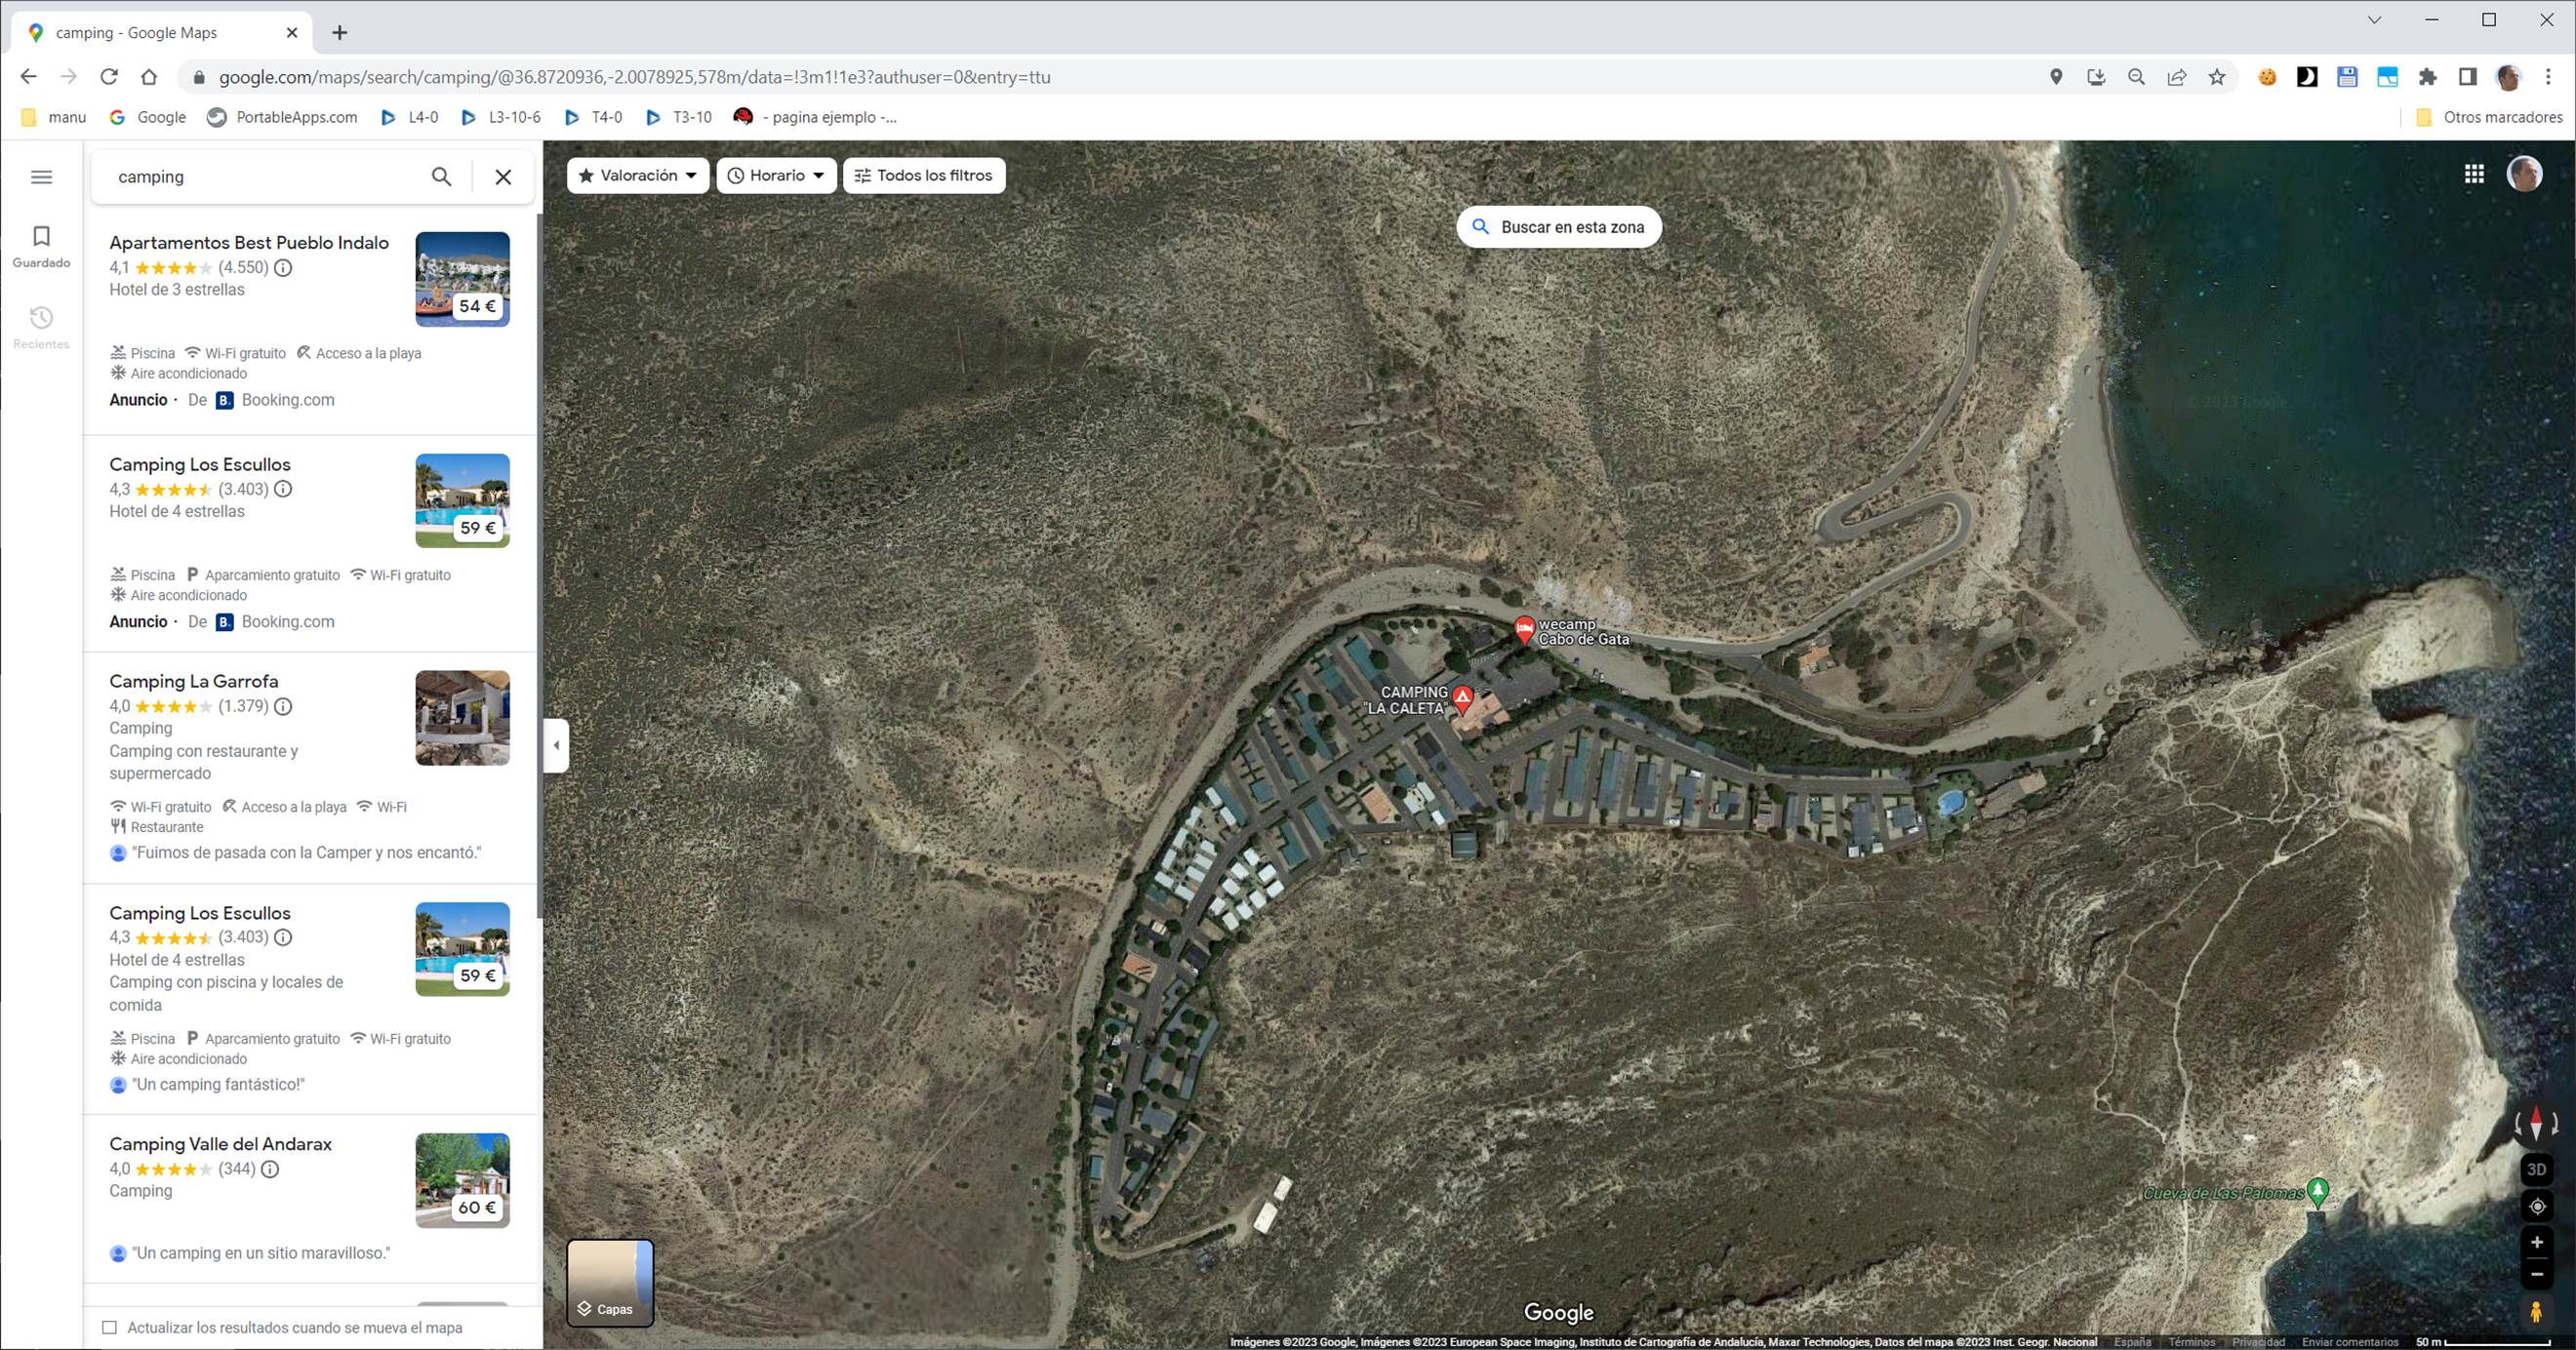 camping - Google Maps
google.com/maps/search/camping/@36.8720936,-2.0078925,578m/data=!3m1!1e3?authuser=0&entry=ttu
manu
Google
PortableApps.com
L4-0
L3-10-6
T4-0
T3-10
- pagina ejemplo -...
Otros marcadores
camping
Guardado
Recientes
Apartamentos Best Pueblo Indalo
4,1 (4.550)
Hotel de 3 estrellas
54 €
Piscina Wi-Fi gratuito Acceso a la playa
Aire acondicionado
Anuncio · De B. Booking.com
Camping Los Escullos
4,3 (3.403)
Hotel de 4 estrellas
59 €
Piscina P Aparcamiento gratuito Wi-Fi gratuito
Aire acondicionado
Anuncio · De B. Booking.com
Camping La Garrofa
4,0 (1.379)
Camping
Camping con restaurante y
supermercado
Wi-Fi gratuito Acceso a la playa Wi-Fi
Restaurante
"Fuimos de pasada con la Camper y nos encantó."
Camping Los Escullos
4,3 (3.403)
Hotel de 4 estrellas
Camping con piscina y locales de
comida
59 €
Piscina P Aparcamiento gratuito Wi-Fi gratuito
Aire acondicionado
"Un camping fantástico!"
Camping Valle del Andarax
4,0 (344)
Camping
60 €
"Un camping en un sitio maravilloso."
Actualizar los resultados cuando se mueva el mapa
Valoración
Horario
Todos los filtros
Buscar en esta zona
© 2023 Google
wecamp
Cabo de Gata
CAMPING
"LA CALETA"
Cueva de Las Palomas
3D
Capas
Google
Imágenes ©2023 Google, Imágenes ©2023 European Space Imaging, Instituto de Cartografía de Andalucía, Maxar Technologies, Datos del mapa ©2023 Inst. Geogr. Nacional España Términos Privacidad Enviar comentarios 50 m